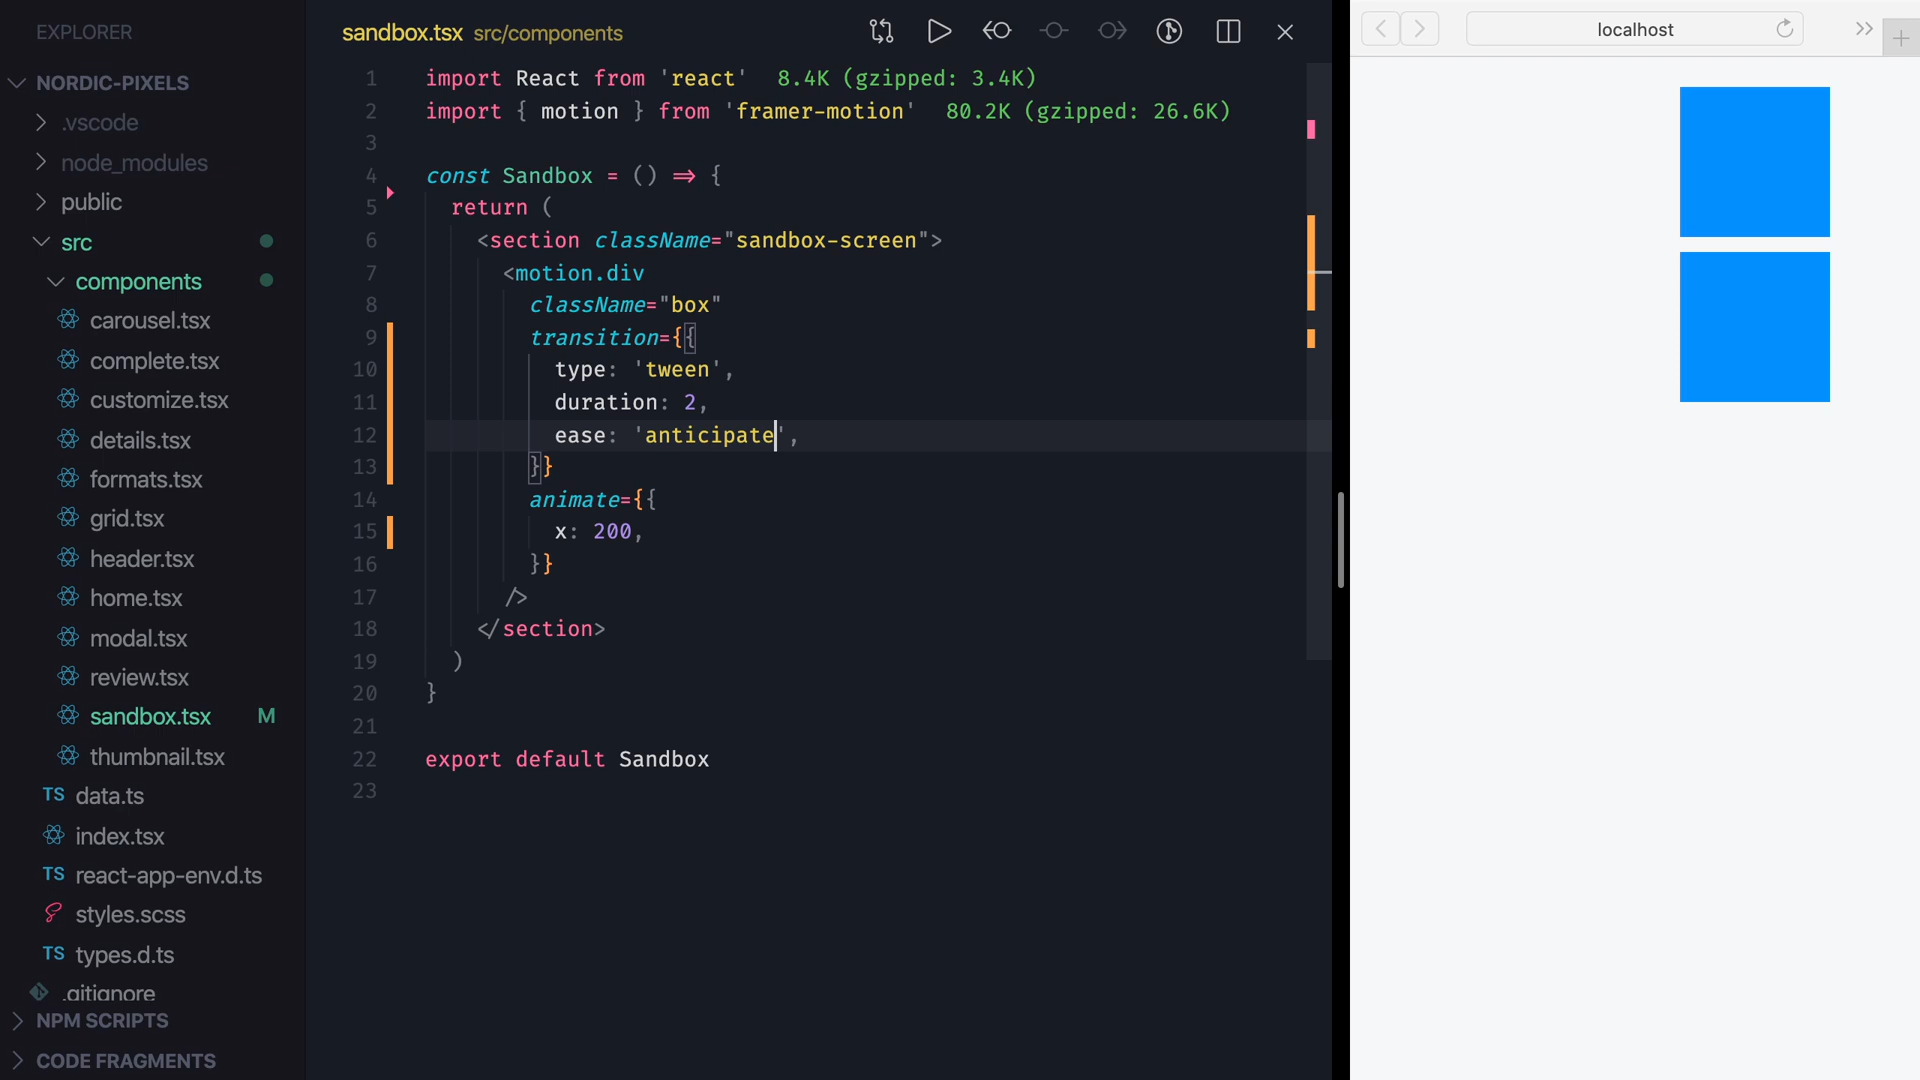 EXPLORER
NORDIC-PIXELS
.vscode
node_modules
public
src
components
carousel.tsx
complete.tsx
customize.tsx
details.tsx
formats.tsx
grid.tsx
header.tsx
home.tsx
modal.tsx
review.tsx
sandbox.tsx M
thumbnail.tsx
TS data.ts
index.tsx
TS react-app-env.d.ts
styles.scss
TS types.d.ts
.gitignore
NPM SCRIPTS
CODE FRAGMENTS
sandbox.tsx src/components
1 import React from 'react' 8.4K (gzipped: 3.4K)
2 import { motion } from 'framer-motion' 80.2K (gzipped: 26.6K)
3
4 const Sandbox = () => {
5 return (
6 <section className="sandbox-screen">
7 <motion.div
8 className="box"
9 transition={{
10 type: 'tween',
11 duration: 2,
12 ease: 'anticipate',
13 }}
14 animate={{
15 x: 200,
16 }}
17 />
18 </section>
19 )
20 }
21
22 export default Sandbox
23
localhost